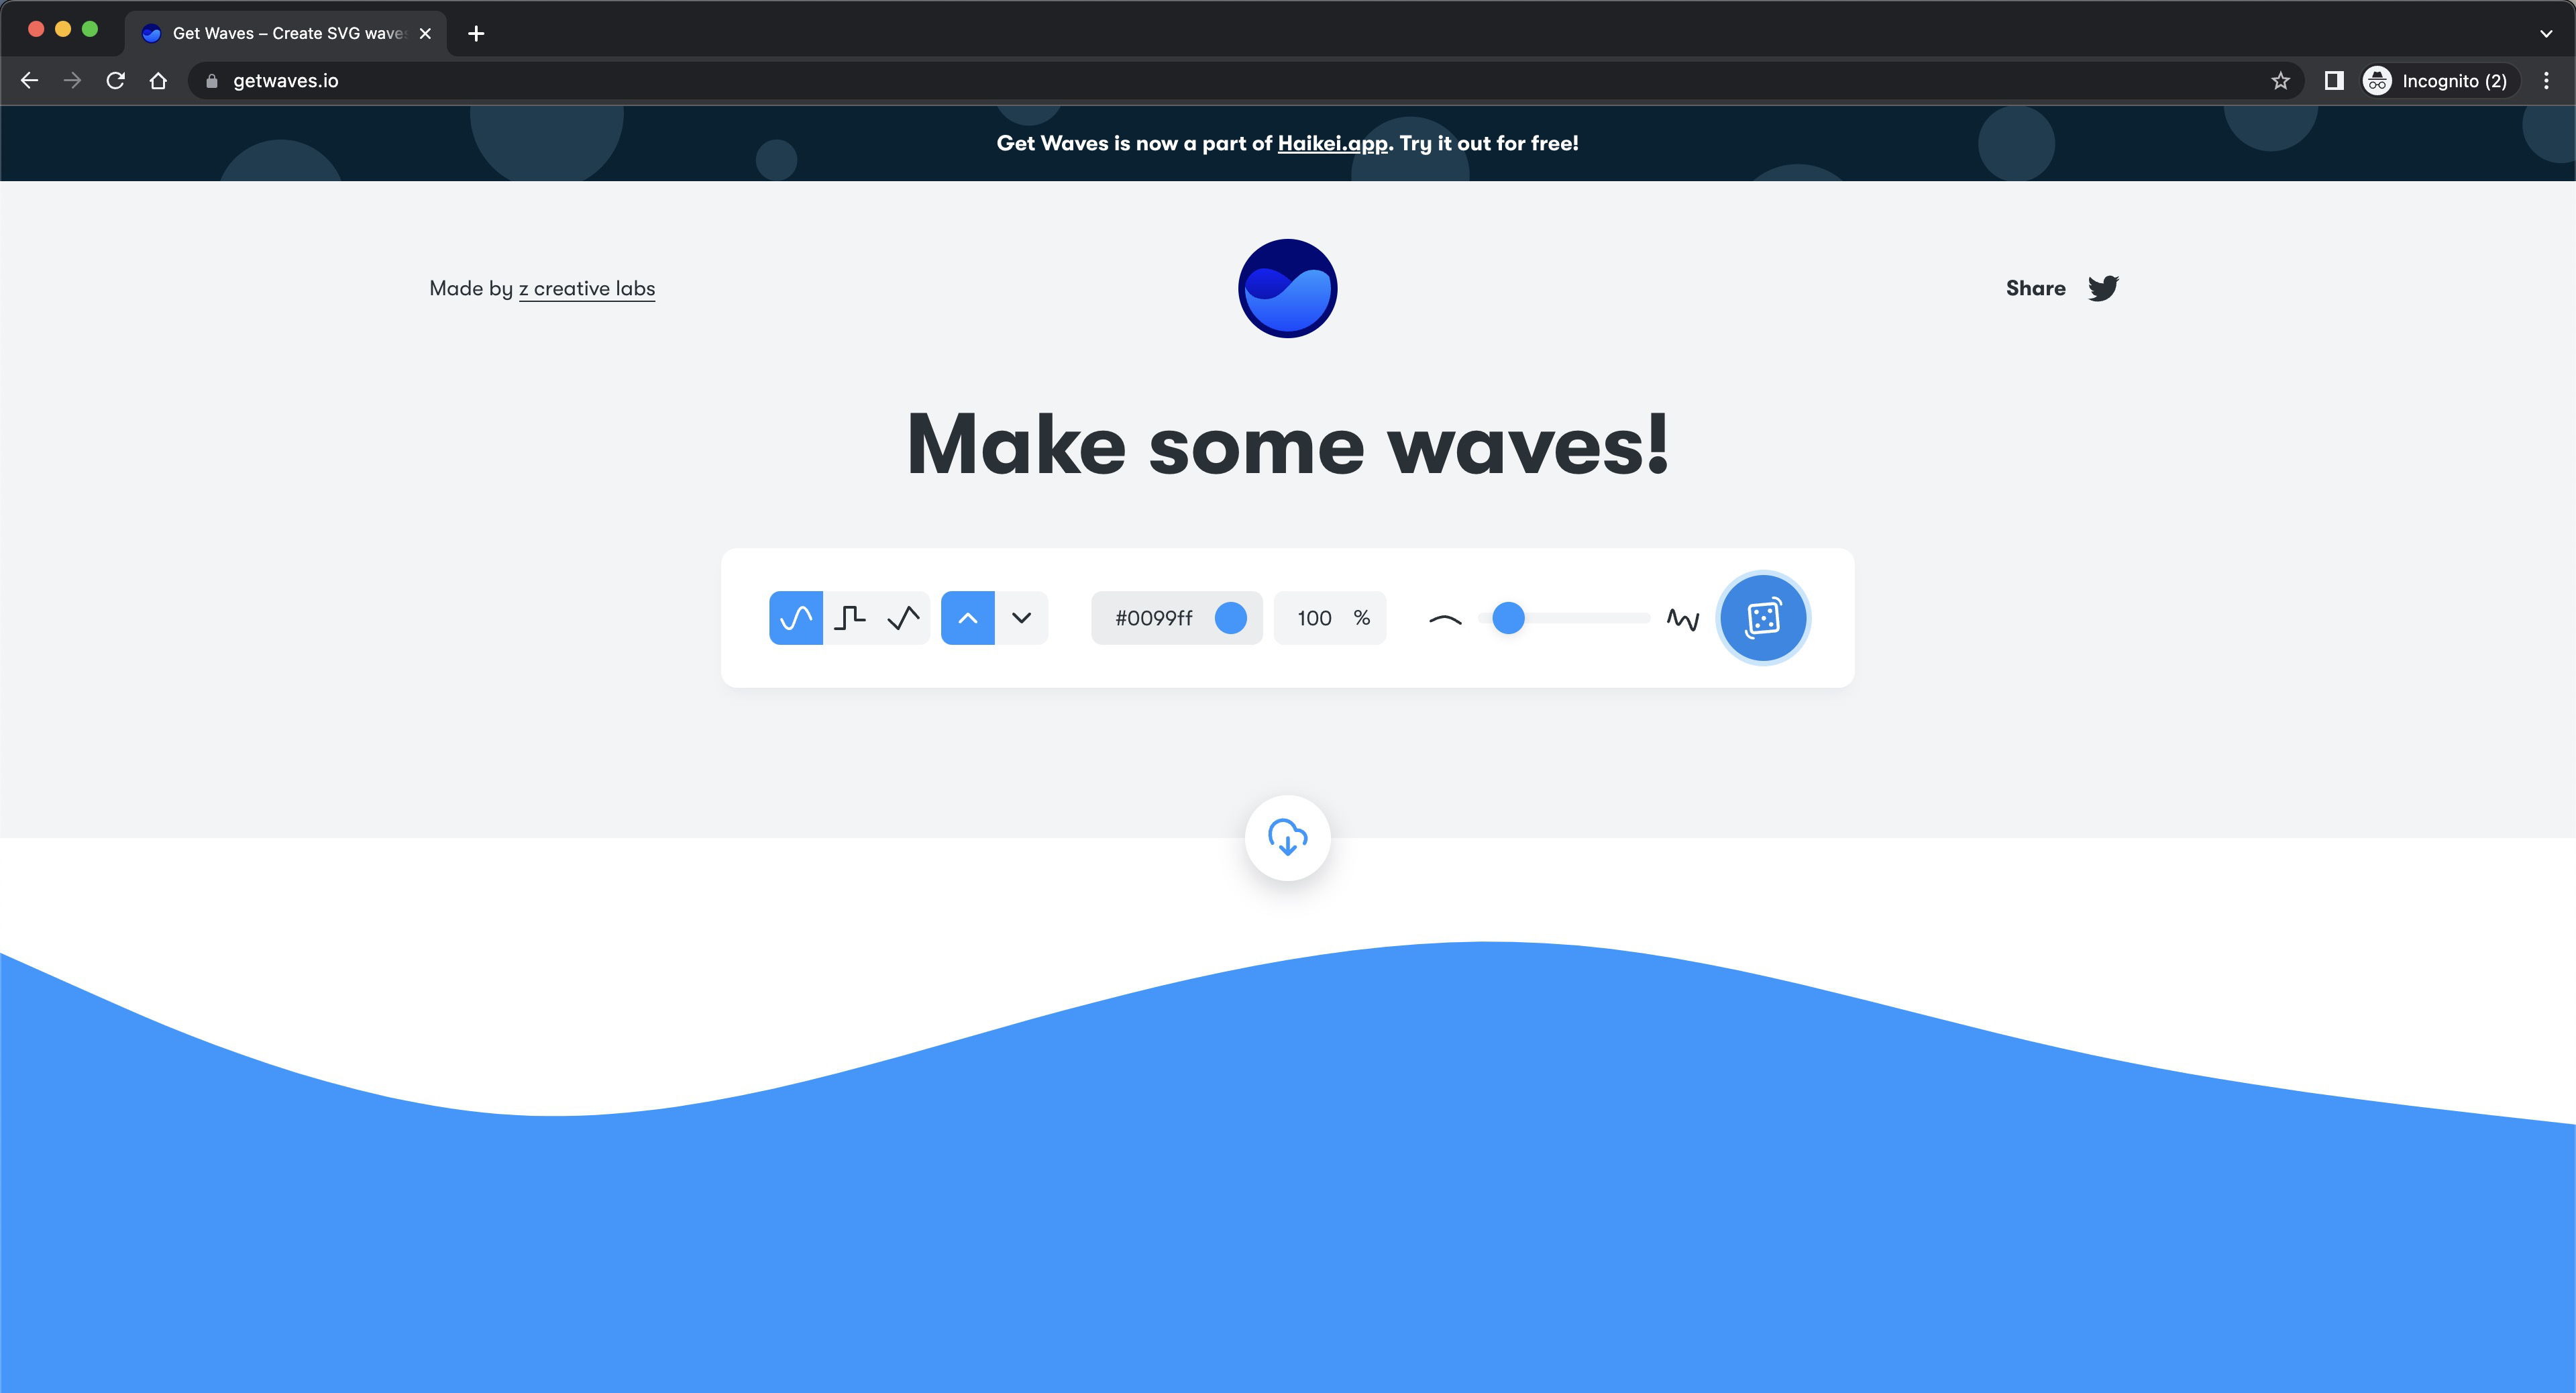 Get Waves – Create SVG waves
getwaves.io
Incognito (2)
Get Waves is now a part of Haikei.app. Try it out for free!
Made by z creative labs
Share
Make some waves!
#0099ff
100 %